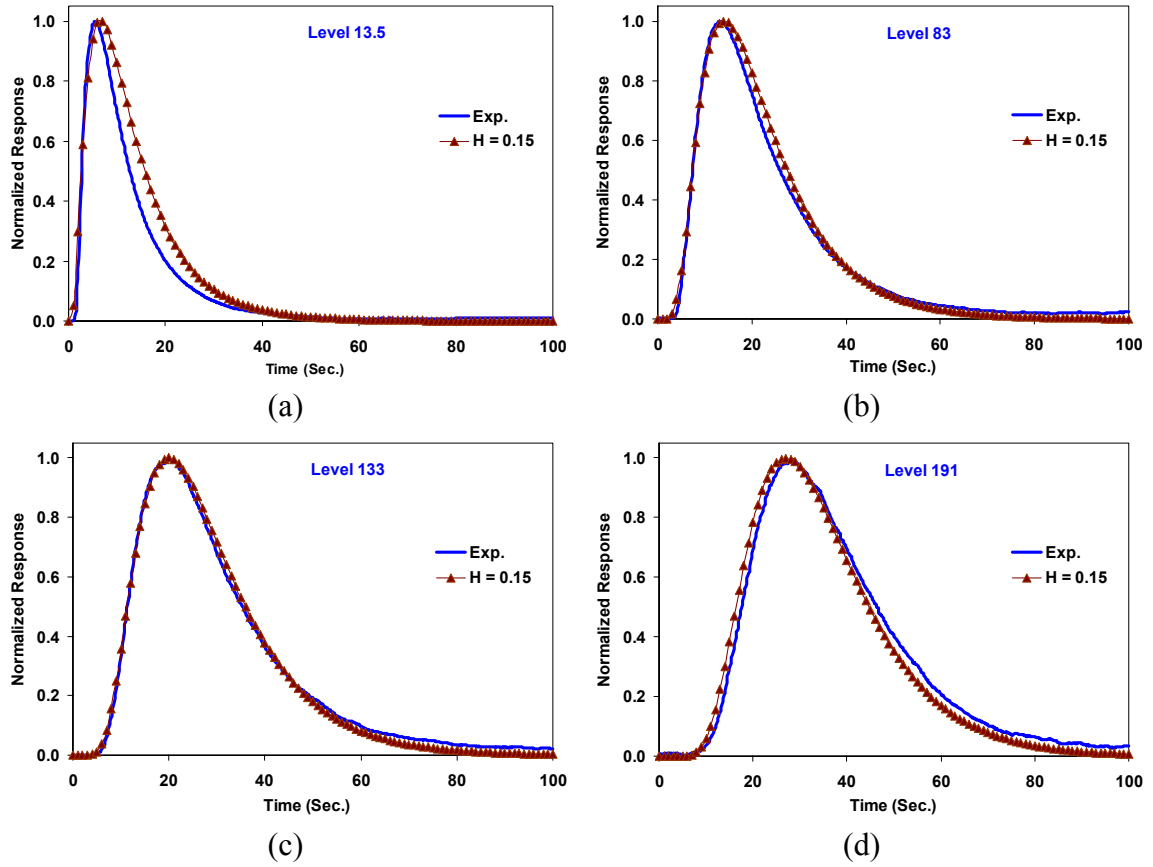 Level 13.5
Normalized Response
1.0
0.8
0.6
0.4
0.2
0.0
Exp.
H = 0.15
0 20 40 60 80 100
Time (Sec.)
(a)
Level 83
Normalized Response
1.0
0.8
0.6
0.4
0.2
0.0
Exp.
H = 0.15
0 20 40 60 80 100
Time (Sec.)
(b)
Level 133
Normalized Response
1.0
0.8
0.6
0.4
0.2
0.0
Exp.
H = 0.15
0 20 40 60 80 100
Time (Sec.)
(c)
Level 191
Normalized Response
1.0
0.8
0.6
0.4
0.2
0.0
Exp.
H = 0.15
0 20 40 60 80 100
Time (Sec.)
(d)